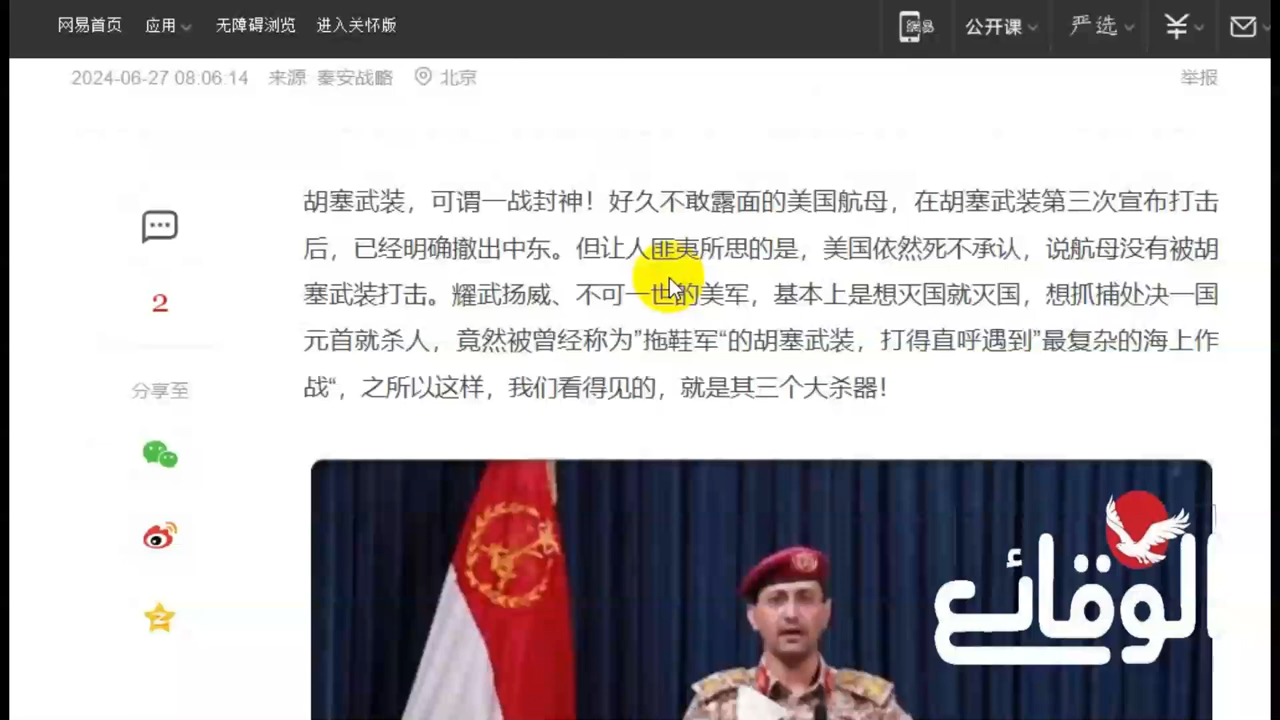 网易首页 应用 无障碍浏览 进入关怀版 網易 公开课 严选
2024-06-27 08:06:14 来源 秦安战略 北京 举报
胡塞武装，可谓一战封神！好久不敢露面的美国航母，在胡塞武装第三次宣布打击
后，已经明确撤出中东。但让人匪夷所思的是，美国依然死不承认，说航母没有被胡
塞武装打击。耀武扬威、不可一世的美军，基本上是想灭国就灭国，想抓捕处决一国
元首就杀人，竟然被曾经称为”拖鞋军“的胡塞武装，打得直呼遇到”最复杂的海上作
战“，之所以这样，我们看得见的，就是其三个大杀器！
2
分享至
الوقائع